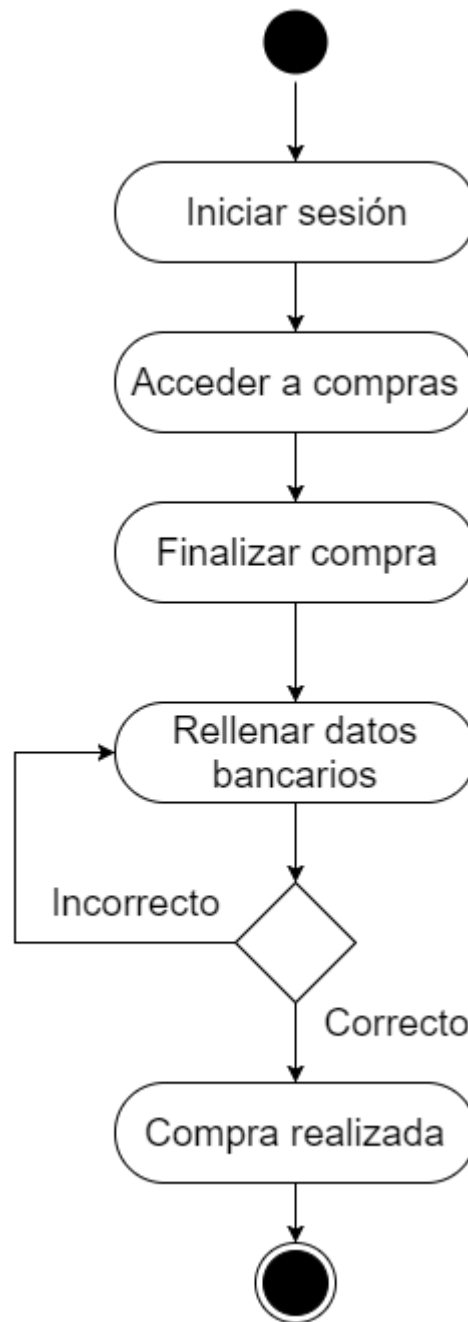 Iniciar sesión
Acceder a compras
Finalizar compra
Rellenar datos
bancarios
Incorrecto
Correcto
Compra realizada